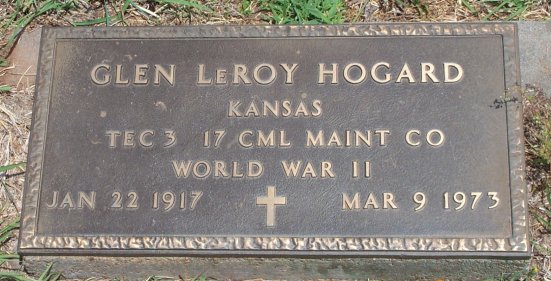 GLEN LeROY HOGARD
KANSAS
TEC 3 17 CML MAINT CO
WORLD WAR II
JAN 22 1917 MAR 9 1973